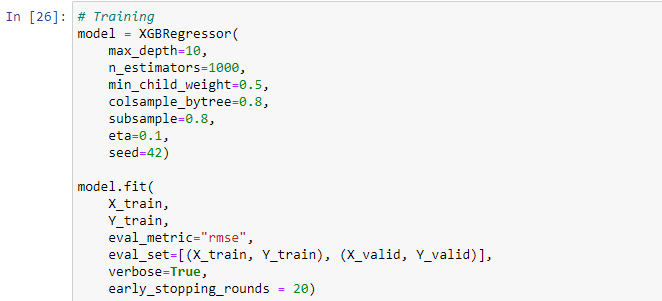 In [26]: # Training
model = XGBRegressor(
    max_depth=10,
    n_estimators=1000,
    min_child_weight=0.5,
    colsample_bytree=0.8,
    subsample=0.8,
    eta=0.1,
    seed=42)

model.fit(
    X_train,
    Y_train,
    eval_metric="rmse",
    eval_set=[(X_train, Y_train), (X_valid, Y_valid)],
    verbose=True,
    early_stopping_rounds = 20)